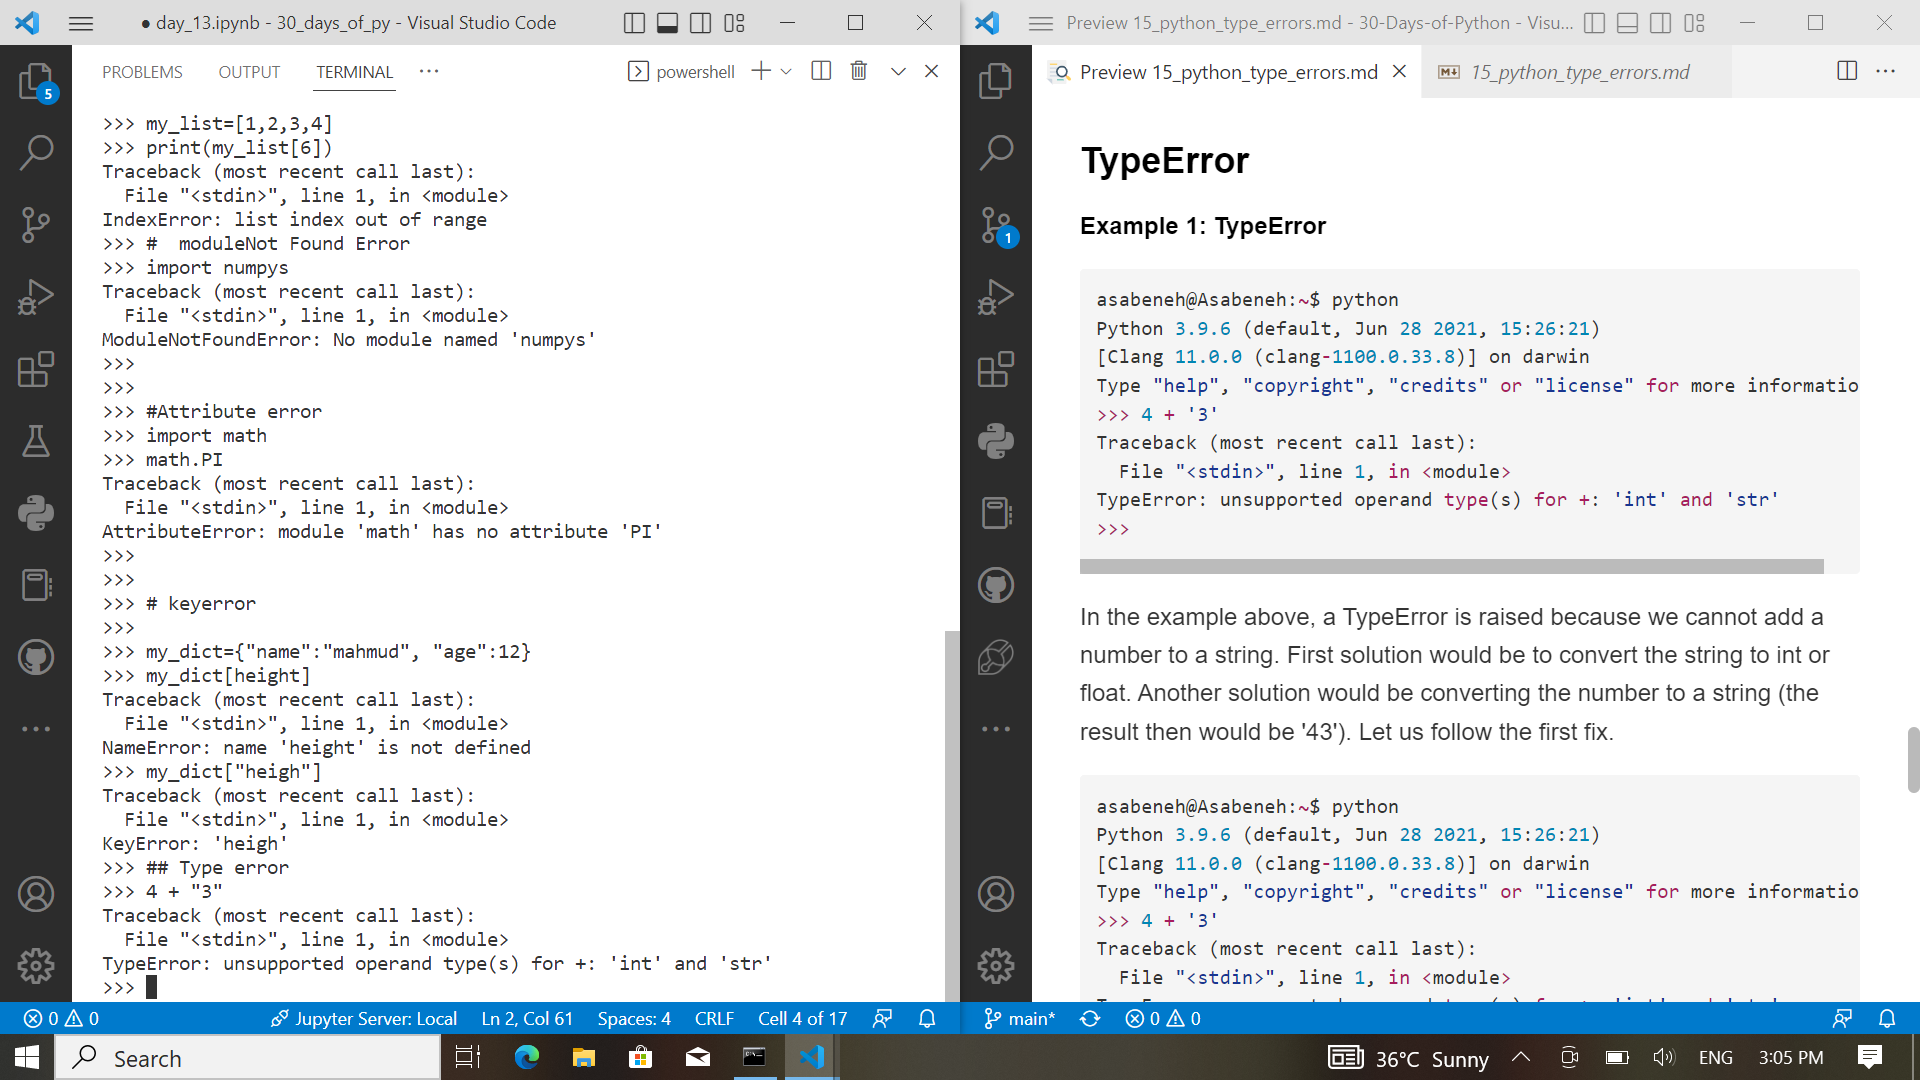 ● day_13.ipynb - 30_days_of_py - Visual Studio Code
5
PROBLEMS OUTPUT TERMINAL ···
powershell
>>> my_list=[1,2,3,4]
>>> print(my_list[6])
Traceback (most recent call last):
  File "<stdin>", line 1, in <module>
IndexError: list index out of range
>>> #  moduleNot Found Error
>>> import numpys
Traceback (most recent call last):
  File "<stdin>", line 1, in <module>
ModuleNotFoundError: No module named 'numpys'
>>>
>>>
>>> #Attribute error
>>> import math
>>> math.PI
Traceback (most recent call last):
  File "<stdin>", line 1, in <module>
AttributeError: module 'math' has no attribute 'PI'
>>>
>>>
>>> # keyerror
>>>
>>> my_dict={"name":"mahmud", "age":12}
>>> my_dict[height]
Traceback (most recent call last):
  File "<stdin>", line 1, in <module>
NameError: name 'height' is not defined
>>> my_dict["heigh"]
Traceback (most recent call last):
  File "<stdin>", line 1, in <module>
KeyError: 'heigh'
>>> ## Type error
>>> 4 + "3"
Traceback (most recent call last):
  File "<stdin>", line 1, in <module>
TypeError: unsupported operand type(s) for +: 'int' and 'str'
>>>
0 0 Jupyter Server: Local Ln 2, Col 61 Spaces: 4 CRLF Cell 4 of 17
Preview 15_python_type_errors.md - 30-Days-of-Python - Visu...
1
Preview 15_python_type_errors.md
15_python_type_errors.md
TypeError
Example 1: TypeError
asabeneh@Asabeneh:~$ python
Python 3.9.6 (default, Jun 28 2021, 15:26:21)
[Clang 11.0.0 (clang-1100.0.33.8)] on darwin
Type "help", "copyright", "credits" or "license" for more informatio
>>> 4 + '3'
Traceback (most recent call last):
  File "<stdin>", line 1, in <module>
TypeError: unsupported operand type(s) for +: 'int' and 'str'
>>>
In the example above, a TypeError is raised because we cannot add a
number to a string. First solution would be to convert the string to int or
float. Another solution would be converting the number to a string (the
result then would be '43'). Let us follow the first fix.
asabeneh@Asabeneh:~$ python
Python 3.9.6 (default, Jun 28 2021, 15:26:21)
[Clang 11.0.0 (clang-1100.0.33.8)] on darwin
Type "help", "copyright", "credits" or "license" for more informatio
>>> 4 + '3'
Traceback (most recent call last):
  File "<stdin>", line 1, in <module>
main* 0 0
Search
36°C Sunny
ENG
3:05 PM